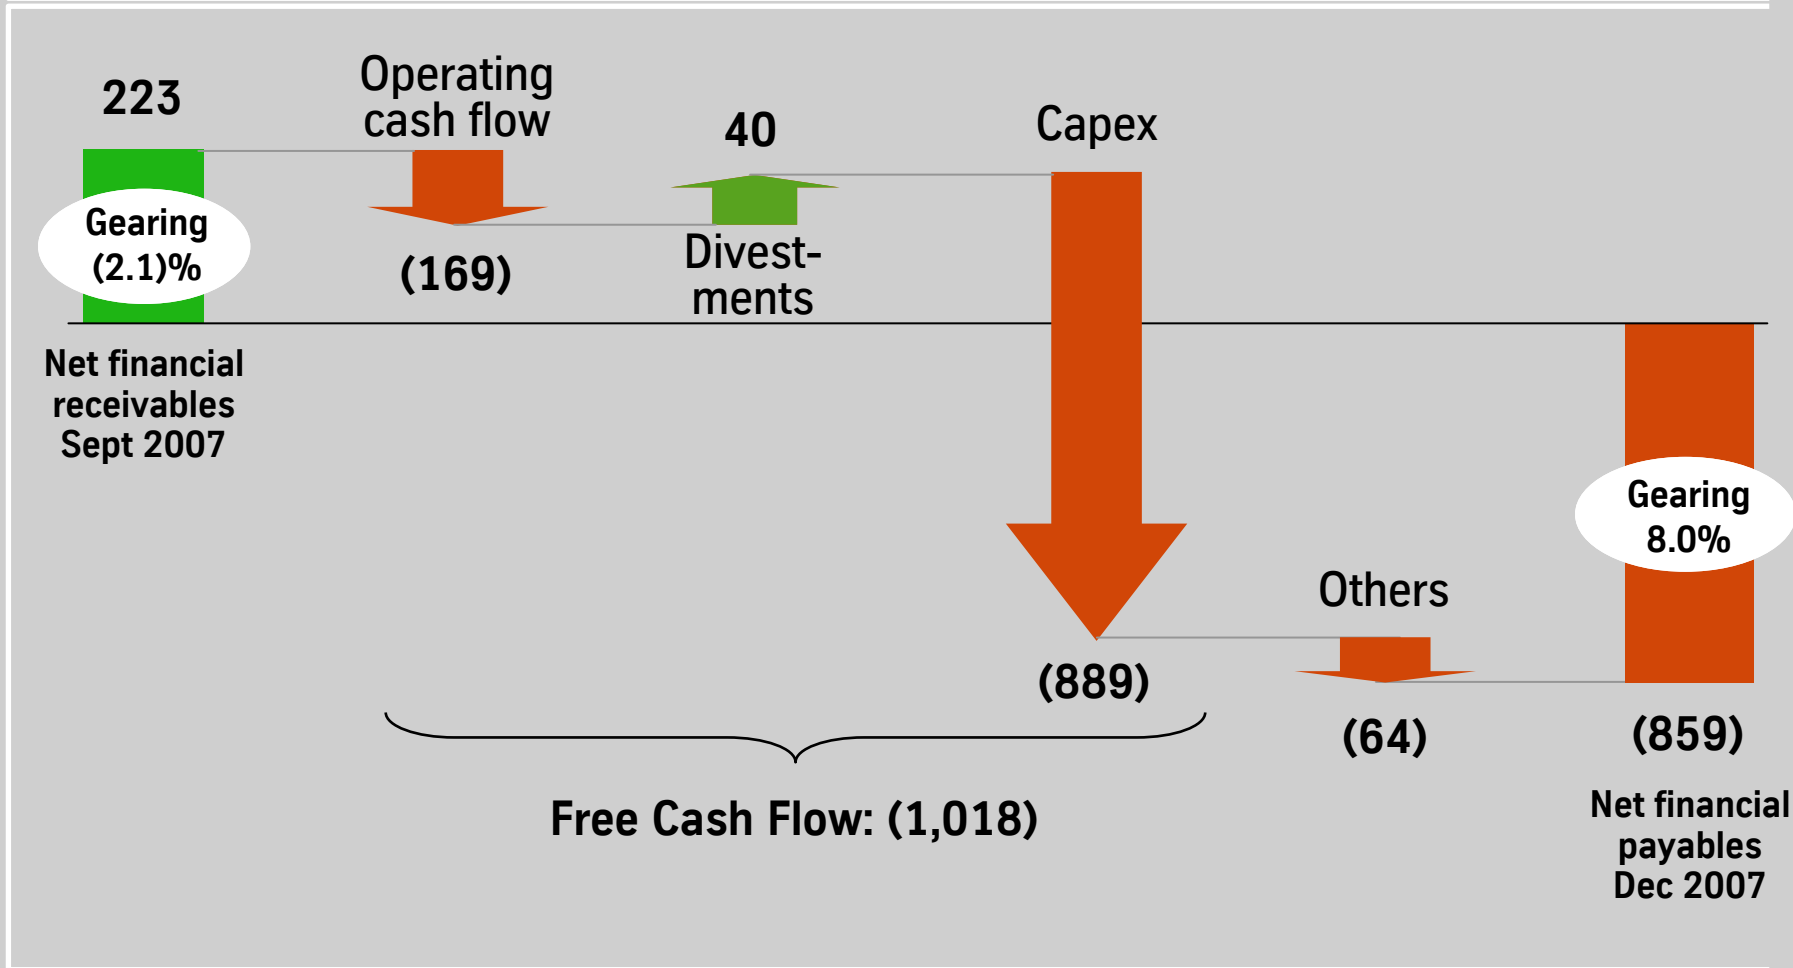 223
Operating
cash flow
40
Capex
Gearing
(2.1)%
(169)
Divest-
ments
Net financial
receivables
Sept 2007
Gearing
8.0%
Others
(889)
(64)
(859)
Free Cash Flow: (1,018)
Net financial
payables
Dec 2007